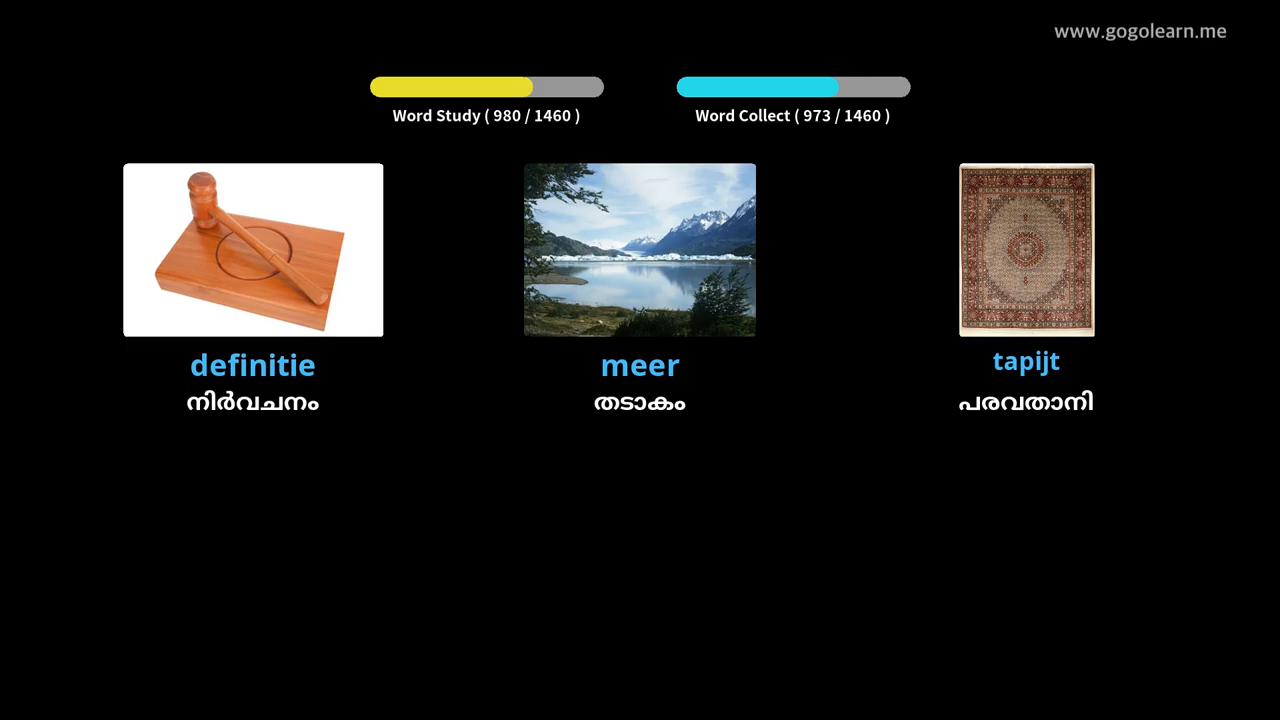 www.gogolearn.me
Word Study ( 980 / 1460 )
Word Collect ( 973 / 1460 )
definitie
നിർവചനം
meer
തടാകം
tapijt
പരവതാനി